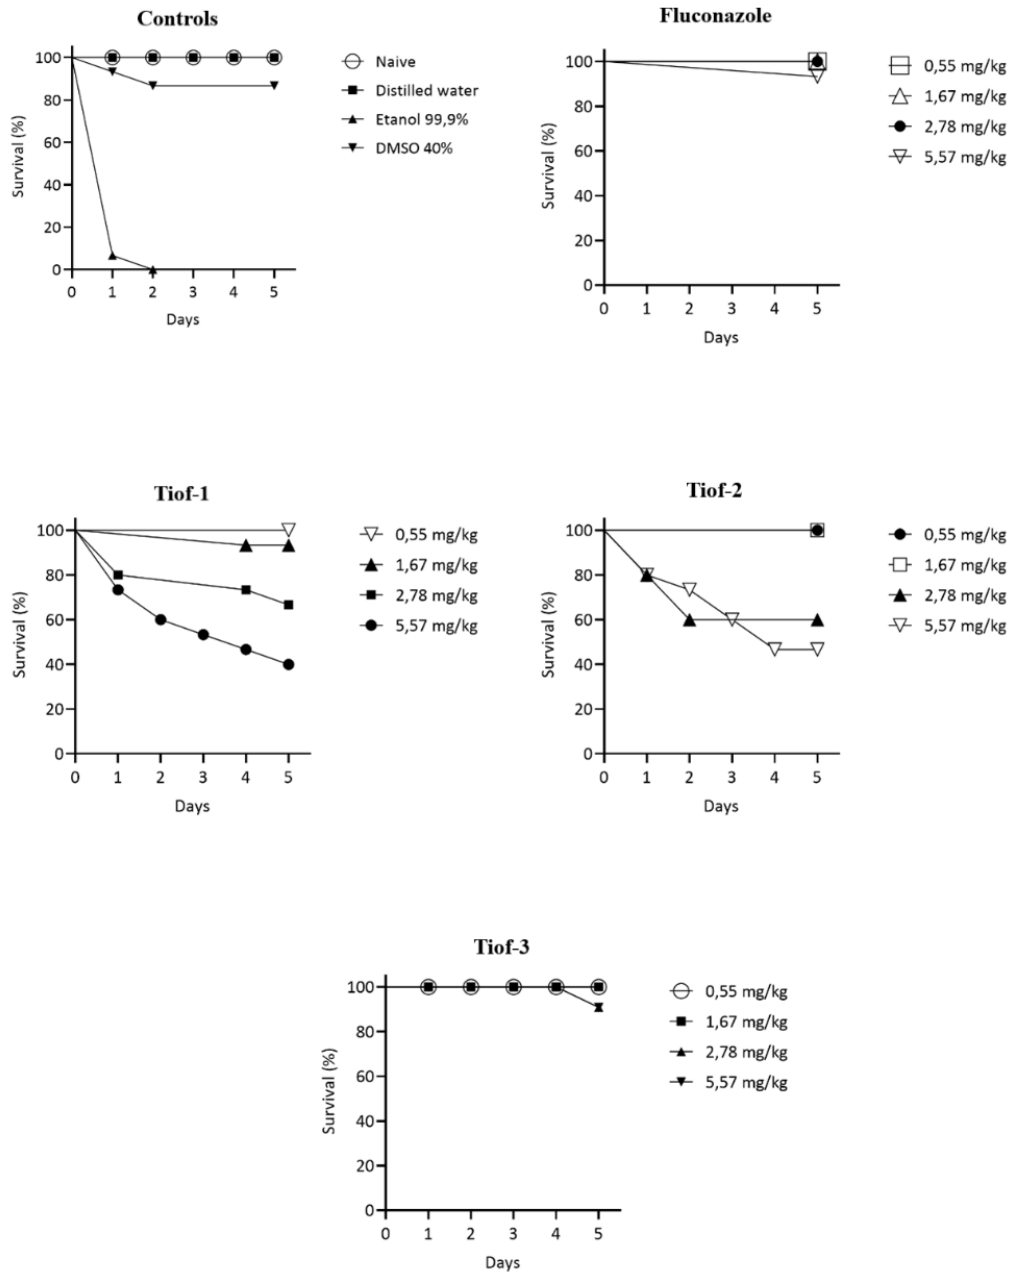 Controls
Survival (%)
100
80
60
40
20
0
0 1 2 3 4 5
Days
Naive
Distilled water
Etanol 99,9%
DMSO 40%
Fluconazole
Survival (%)
100
80
60
40
20
0
0 1 2 3 4 5
Days
0,55 mg/kg
1,67 mg/kg
2,78 mg/kg
5,57 mg/kg
Tiof-1
Survival (%)
100
80
60
40
20
0
0 1 2 3 4 5
Days
0,55 mg/kg
1,67 mg/kg
2,78 mg/kg
5,57 mg/kg
Tiof-2
Survival (%)
100
80
60
40
20
0
0 1 2 3 4 5
Days
0,55 mg/kg
1,67 mg/kg
2,78 mg/kg
5,57 mg/kg
Tiof-3
Survival (%)
100
80
60
40
20
0
0 1 2 3 4 5
Days
0,55 mg/kg
1,67 mg/kg
2,78 mg/kg
5,57 mg/kg